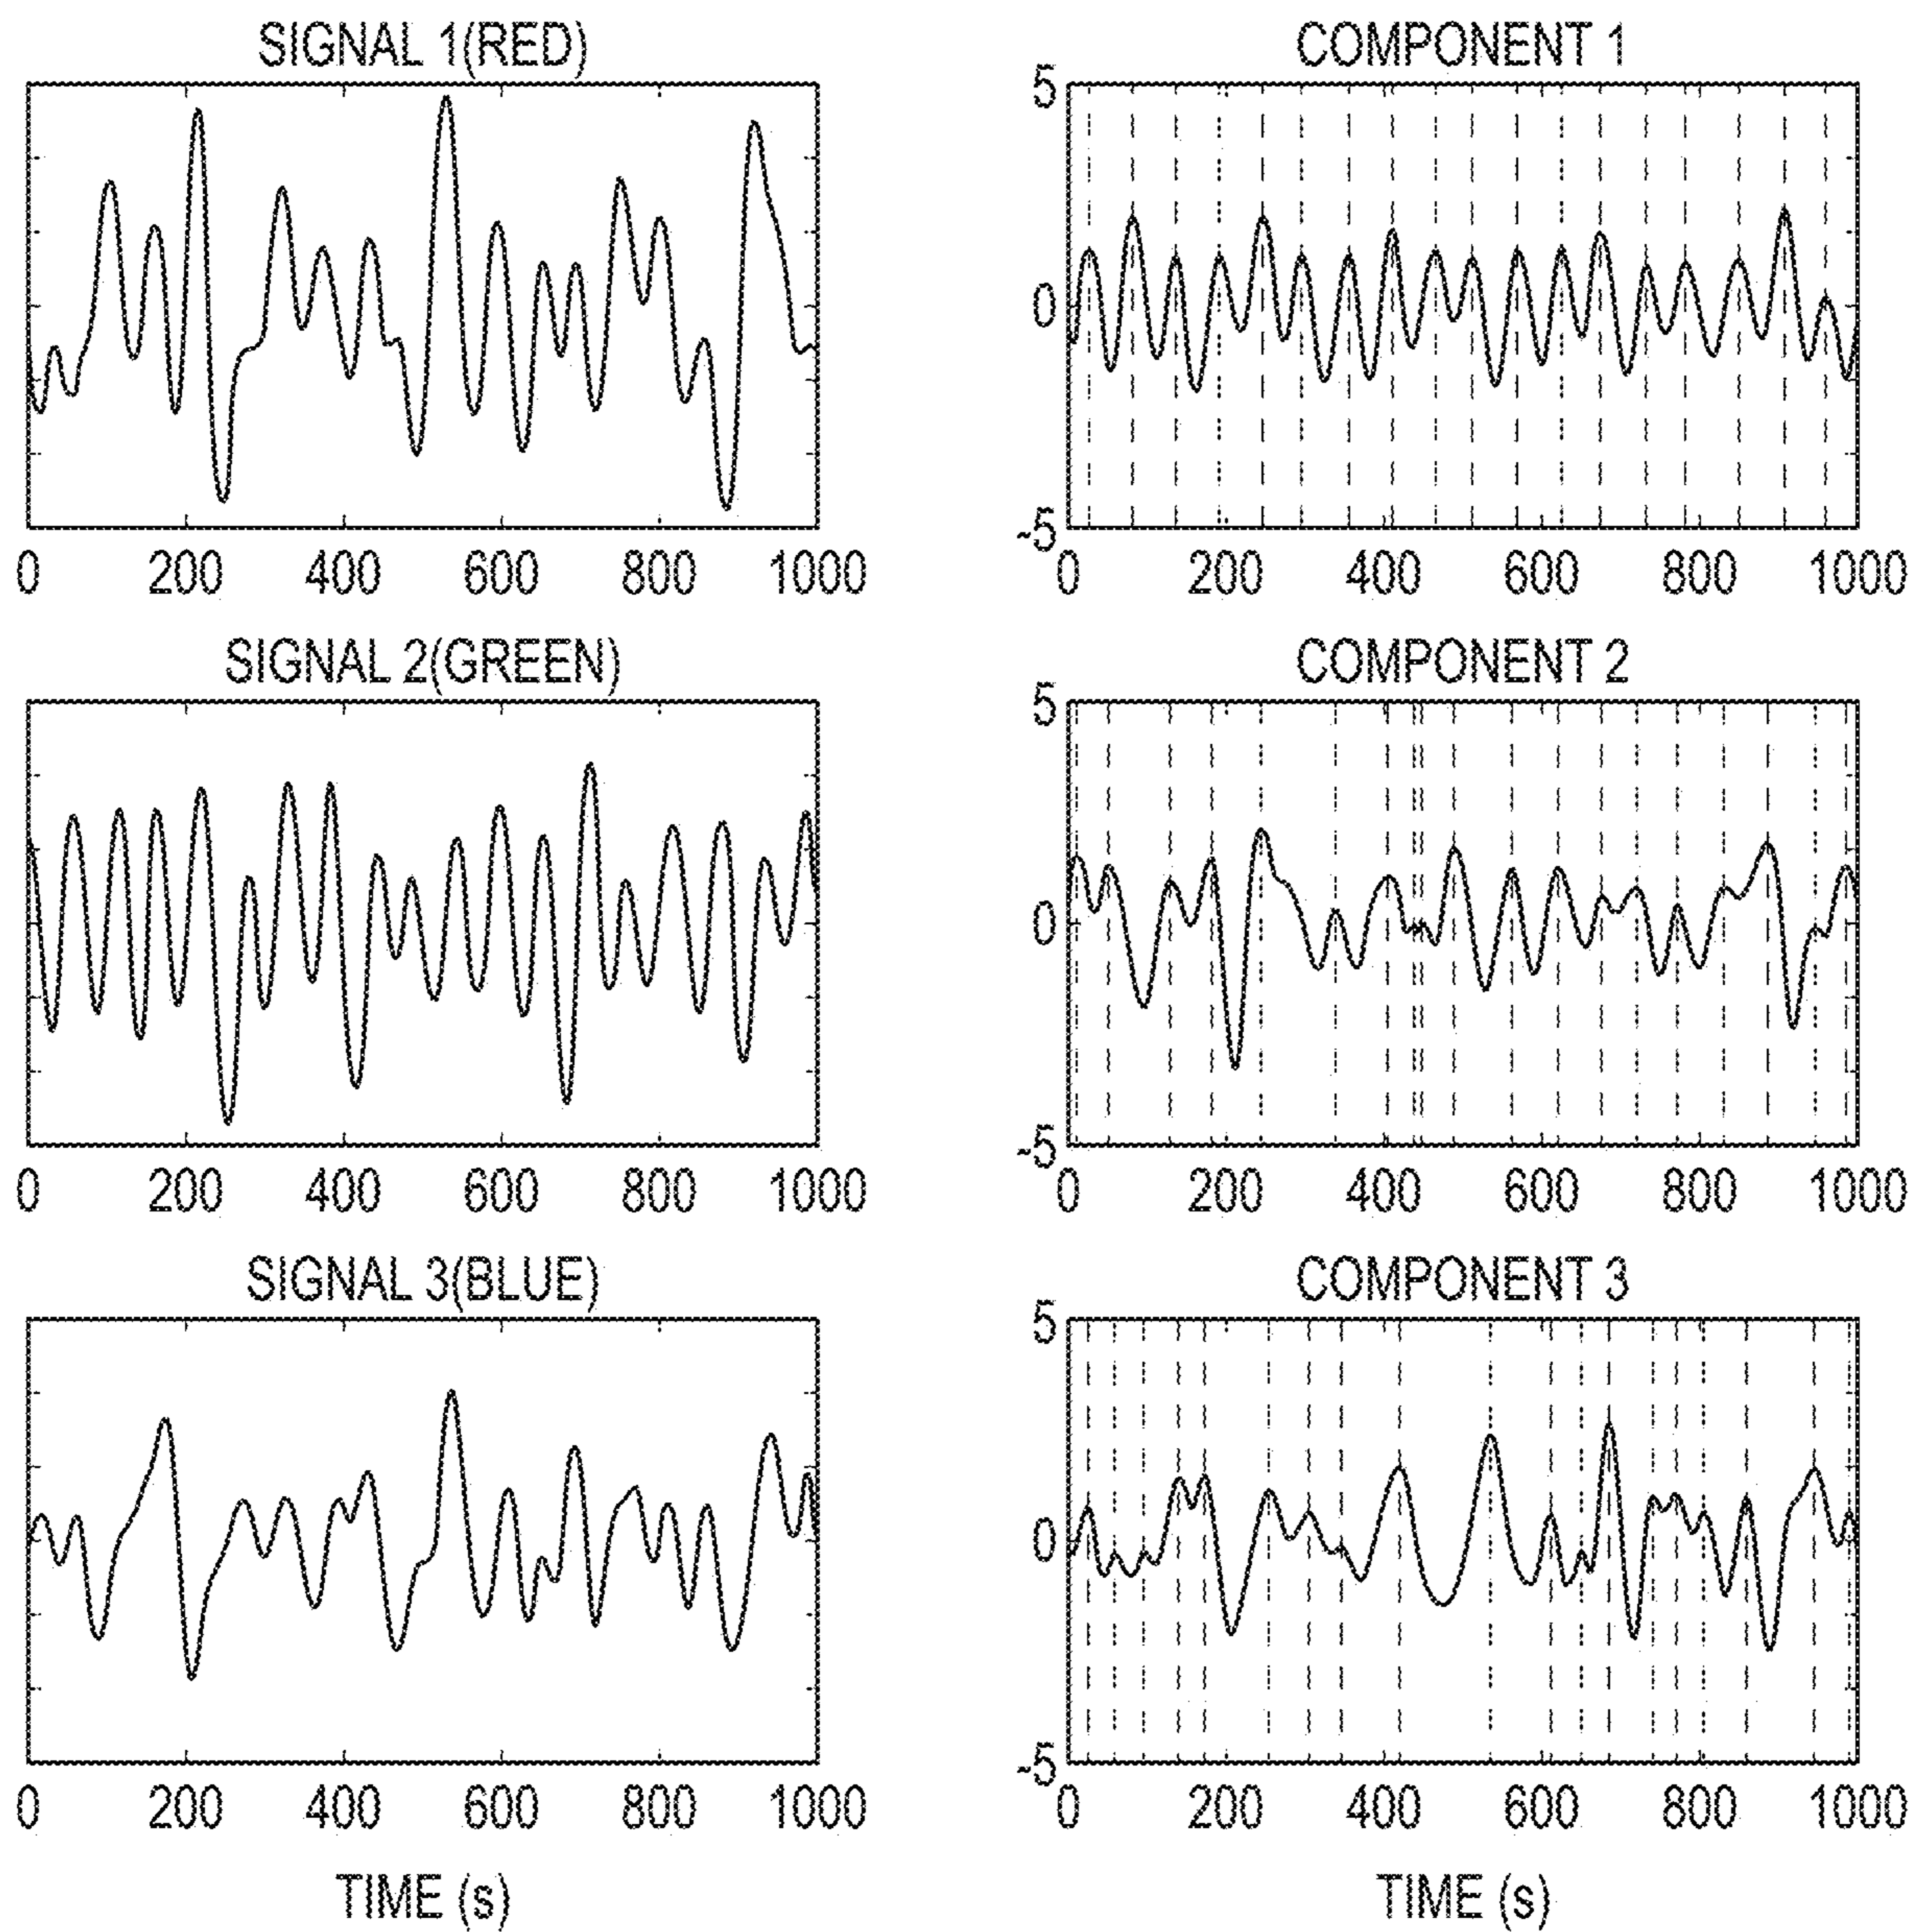 SIGNAL 1(RED)
0 200 400 600 800 1000
COMPONENT 1
5
0
-5
0 200 400 600 800 1000
SIGNAL 2(GREEN)
0 200 400 600 800 1000
COMPONENT 2
5
0
-5
0 200 400 600 800 1000
SIGNAL 3(BLUE)
0 200 400 600 800 1000
TIME (s)
COMPONENT 3
5
0
-5
0 200 400 600 800 1000
TIME (s)